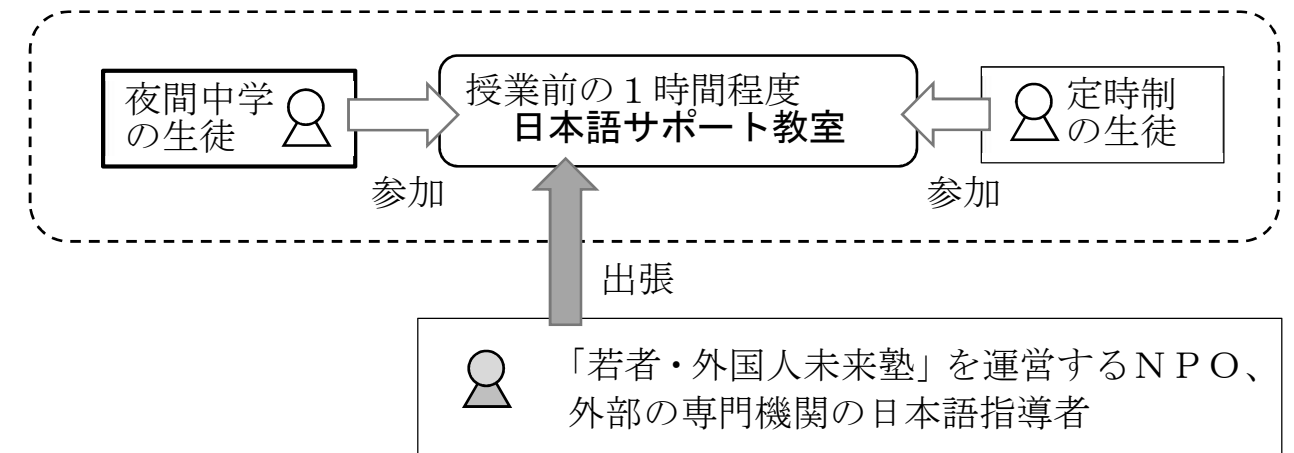 夜間中学
の生徒
授業前の１時間程度
日本語サポート教室
定時制
の生徒
参加
参加
出張
「若者・外国人未来塾」を運営するＮＰＯ、
外部の専門機関の日本語指導者